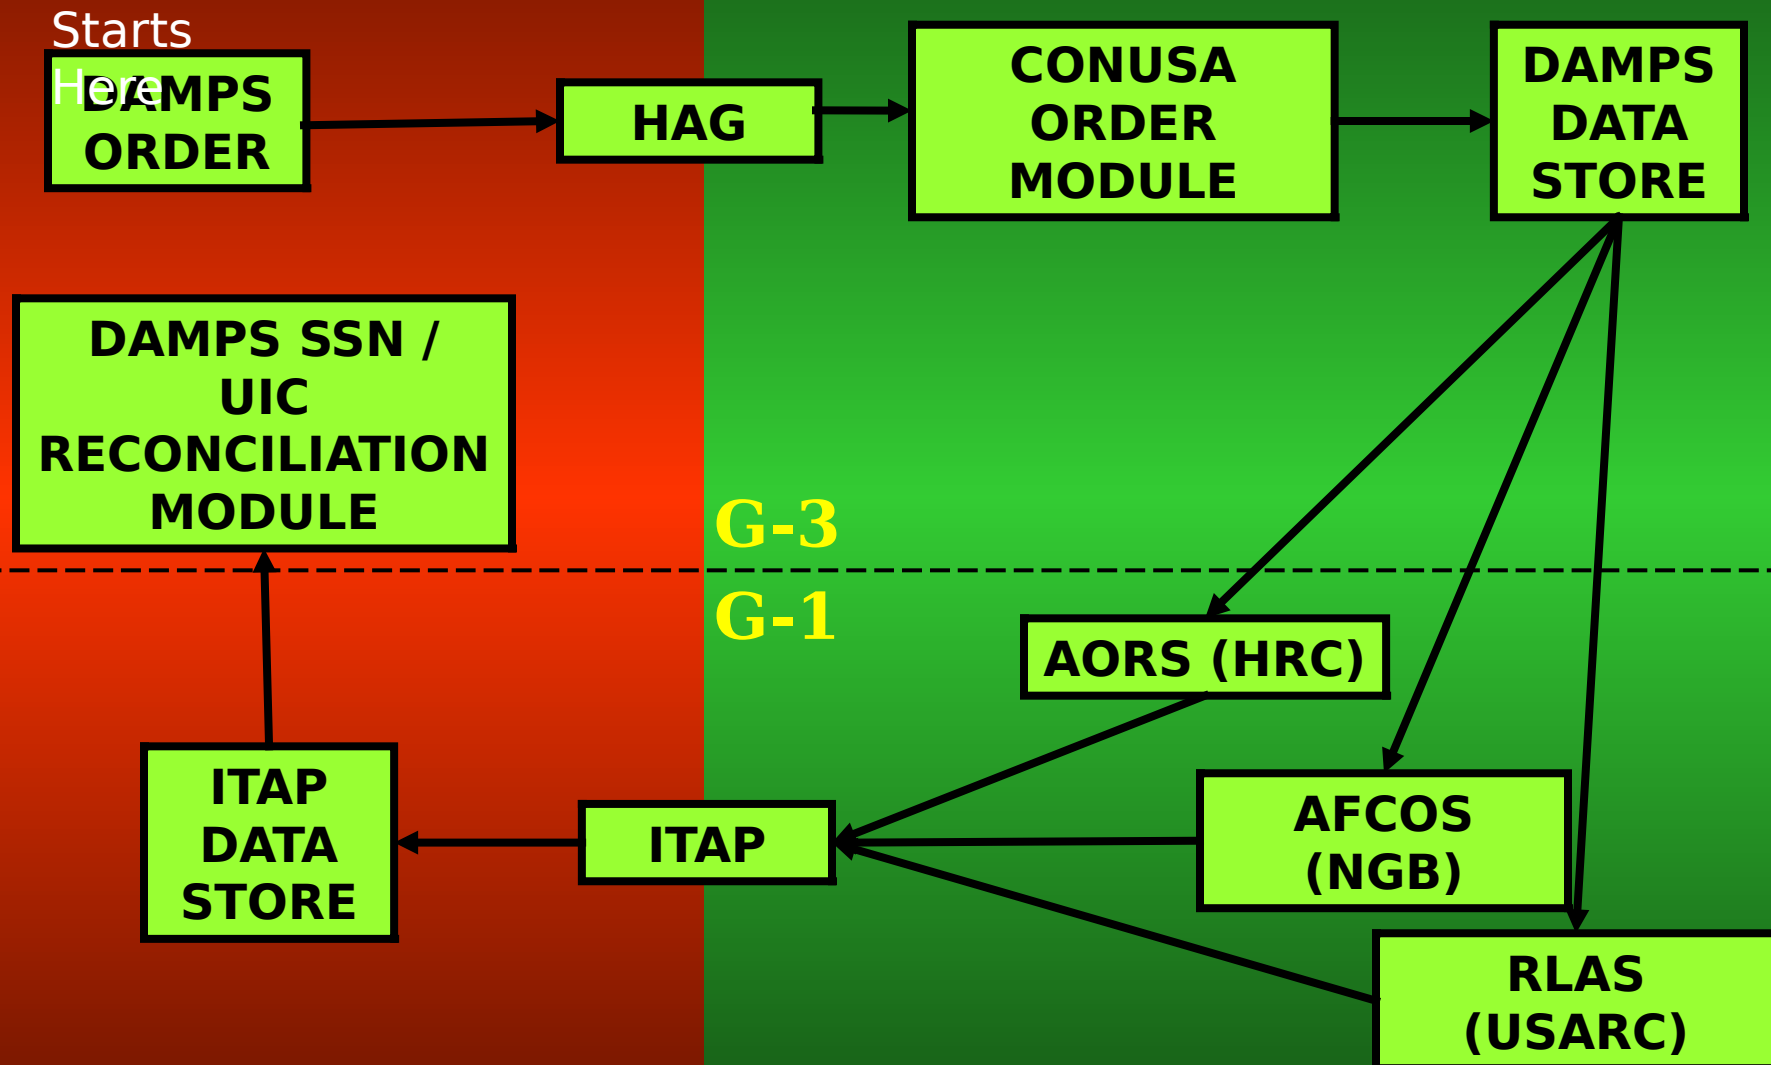 Starts
Here
DAMPS
ORDER
HAG
CONUSA
ORDER
MODULE
DAMPS
DATA
STORE
DAMPS SSN /
UIC
RECONCILIATION
MODULE
G-3
G-1
AORS (HRC)
ITAP
DATA
STORE
ITAP
AFCOS
(NGB)
RLAS
(USARC)